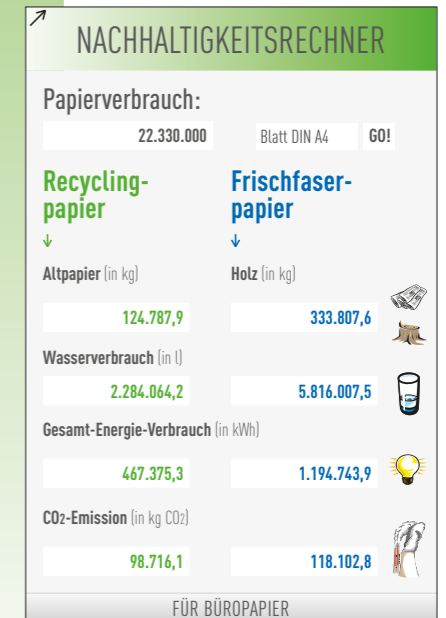 NACHHALTIGKEITSRECHNER
Papierverbrauch:
22.330.000 Blatt DIN A4 GO!
Recycling- Frischfaser-
papier papier
Altpapier (in kg) Holz (in kg)
124.787,9 333.807,6
Wasserverbrauch (in l)
2.284.064,2 5.816.007,5
Gesamt-Energie-Verbrauch (in kWh)
467.375,3 1.194.743,9
CO2-Emission (in kg CO2)
98.716,1 118.102,8
FÜR BÜROPAPIER